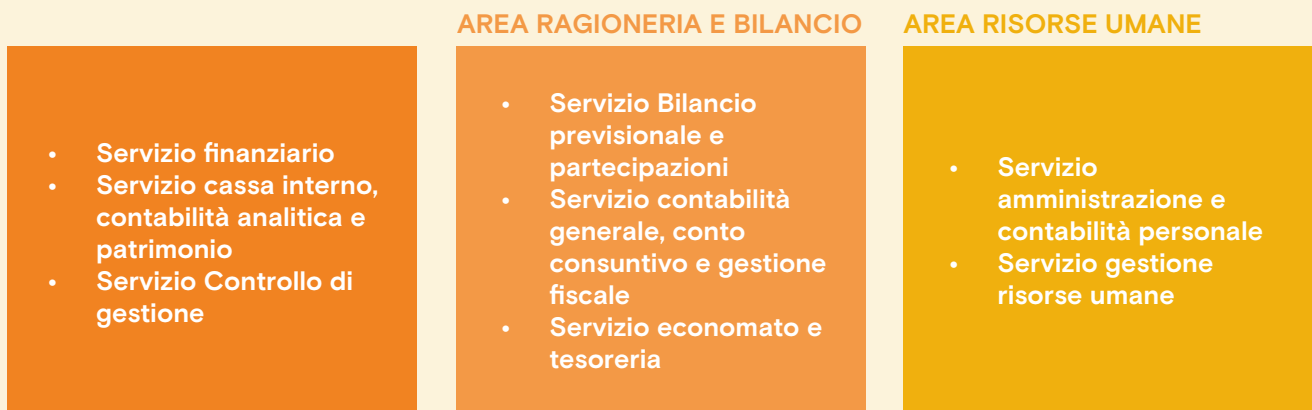 AREA RAGIONERIA E BILANCIO
AREA RISORSE UMANE
• Servizio finanziario
• Servizio cassa interno,
contabilità analitica e
patrimonio
• Servizio Controllo di
gestione
• Servizio Bilancio
previsionale e
partecipazioni
• Servizio contabilità
generale, conto
consuntivo e gestione
fiscale
• Servizio economato e
tesoreria
• Servizio
amministrazione e
contabilità personale
• Servizio gestione
risorse umane